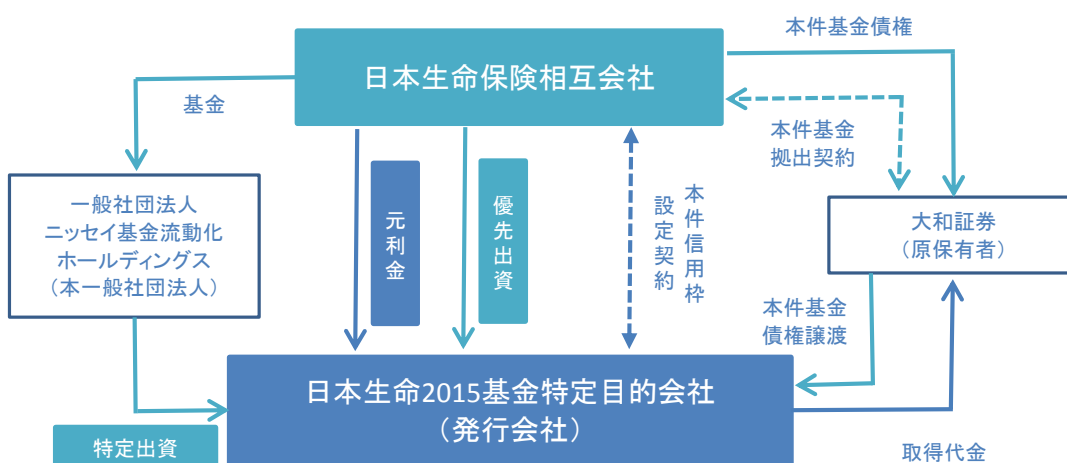 本件基金債権
日本生命保険相互会社
基金
本件基金
拠出契約
一般社団法人
ニッセイ基金流動化
ホールディングス
（本一般社団法人）
元利金
優先出資
本件信用枠
設定契約
大和証券
（原保有者）
本件基金
債権譲渡
日本生命2015基金特定目的会社
（発行会社）
特定出資
取得代金